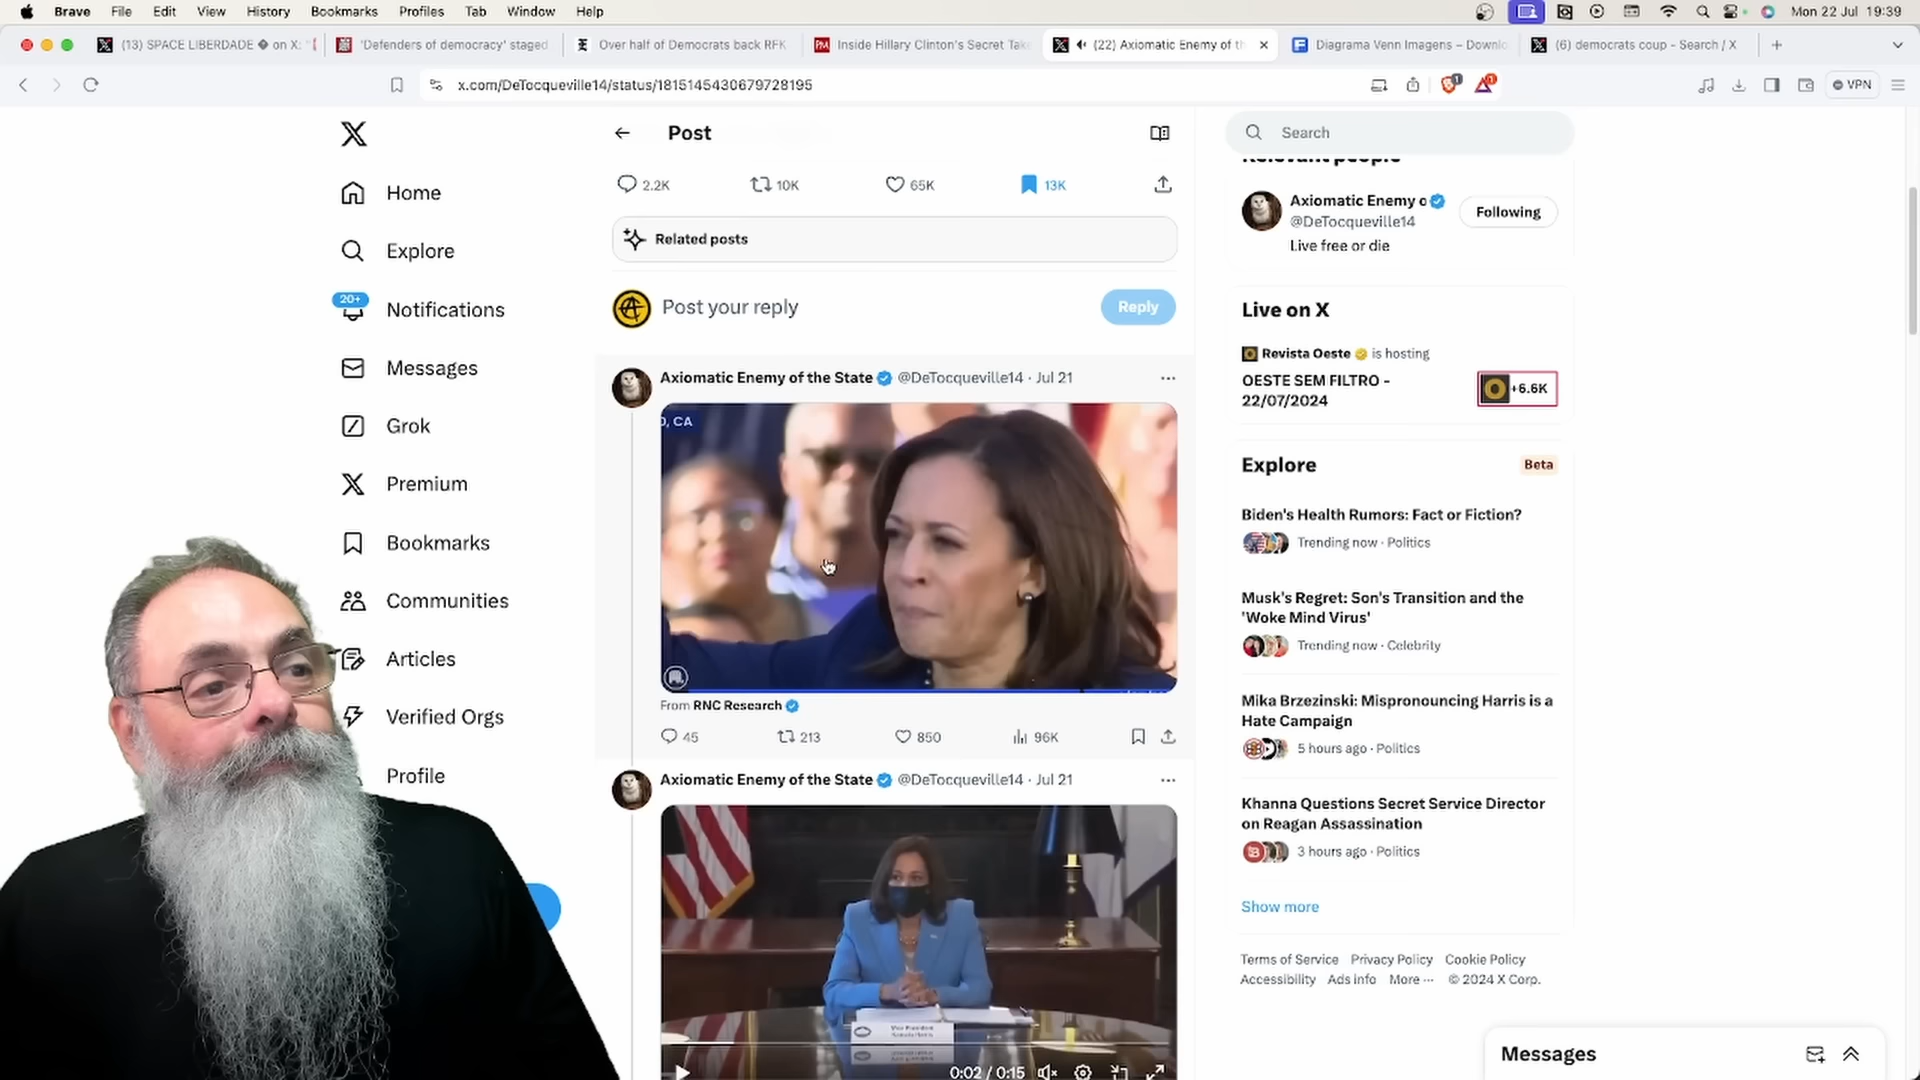 Brave File Edit View History Bookmarks Profiles Tab Window Help
Mon 22 Jul 19:39
(13) SPACE LIBERDADE � on X: "
'Defenders of democracy' staged
Over half of Democrats back RFK
Inside Hillary Clinton's Secret Take
(22) Axiomatic Enemy of th
Diagrama Venn Imagens – Downlo
(6) democrats coup - Search / X
x.com/DeTocqueville14/status/1815145430679728195
VPN
Home
Explore
20+
Notifications
Messages
Grok
Premium
Bookmarks
Communities
Articles
Verified Orgs
Profile
Post
2.2K 10K 65K 13K
Related posts
Post your reply
Reply
Axiomatic Enemy of the State @DeTocqueville14 · Jul 21
, CA
From RNC Research
45 213 850 96K
Axiomatic Enemy of the State @DeTocqueville14 · Jul 21
Vice President
Kamala Harris
0:02 / 0:15
Search
Relevant people
Axiomatic Enemy o
@DeTocqueville14
Following
Live free or die
Live on X
Revista Oeste is hosting
OESTE SEM FILTRO -
22/07/2024
+6.6K
Explore
Beta
Biden's Health Rumors: Fact or Fiction?
Trending now · Politics
Musk's Regret: Son's Transition and the
'Woke Mind Virus'
Trending now · Celebrity
Mika Brzezinski: Mispronouncing Harris is a
Hate Campaign
5 hours ago · Politics
Khanna Questions Secret Service Director
on Reagan Assassination
3 hours ago · Politics
Show more
Terms of Service Privacy Policy Cookie Policy
Accessibility Ads info More ··· © 2024 X Corp.
Messages